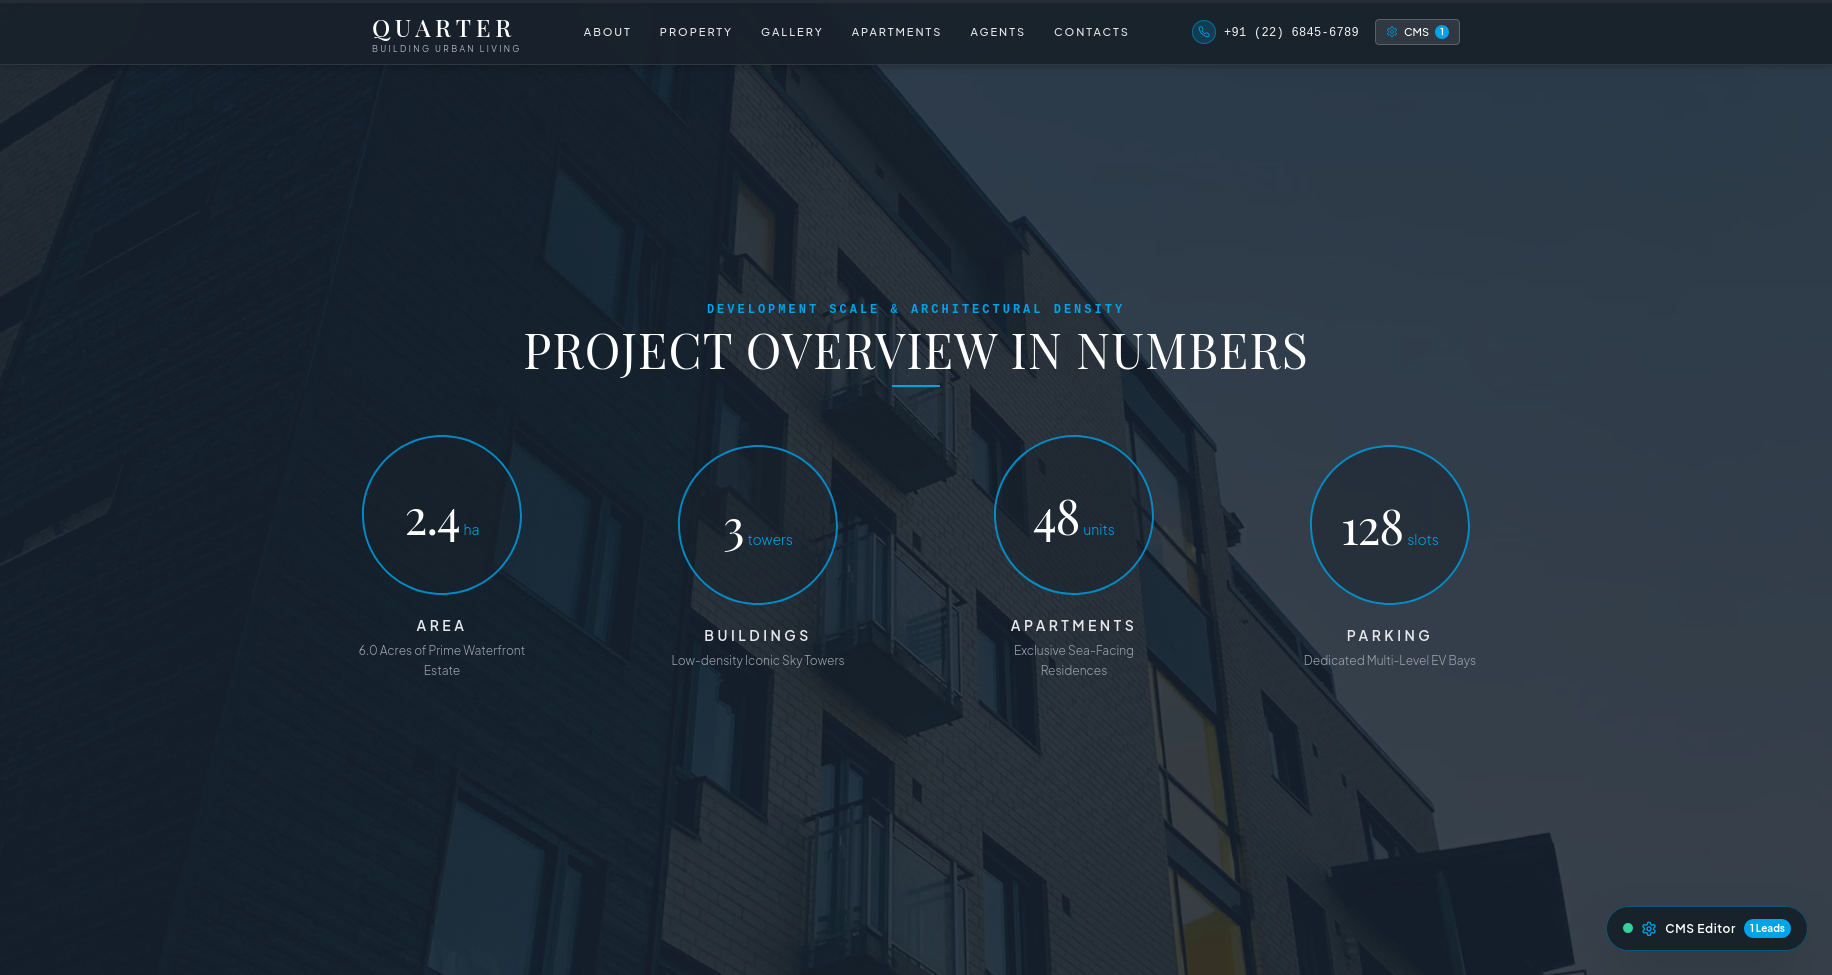 QUARTER
BUILDING URBAN LIVING
ABOUT PROPERTY GALLERY APARTMENTS AGENTS CONTACTS
+91 (22) 6845-6789
CMS 1
DEVELOPMENT SCALE & ARCHITECTURAL DENSITY
PROJECT OVERVIEW IN NUMBERS
2.4 ha
AREA
6.0 Acres of Prime Waterfront
Estate
3 towers
BUILDINGS
Low-density Iconic Sky Towers
48 units
APARTMENTS
Exclusive Sea-Facing
Residences
128 slots
PARKING
Dedicated Multi-Level EV Bays
CMS Editor 1 Leads